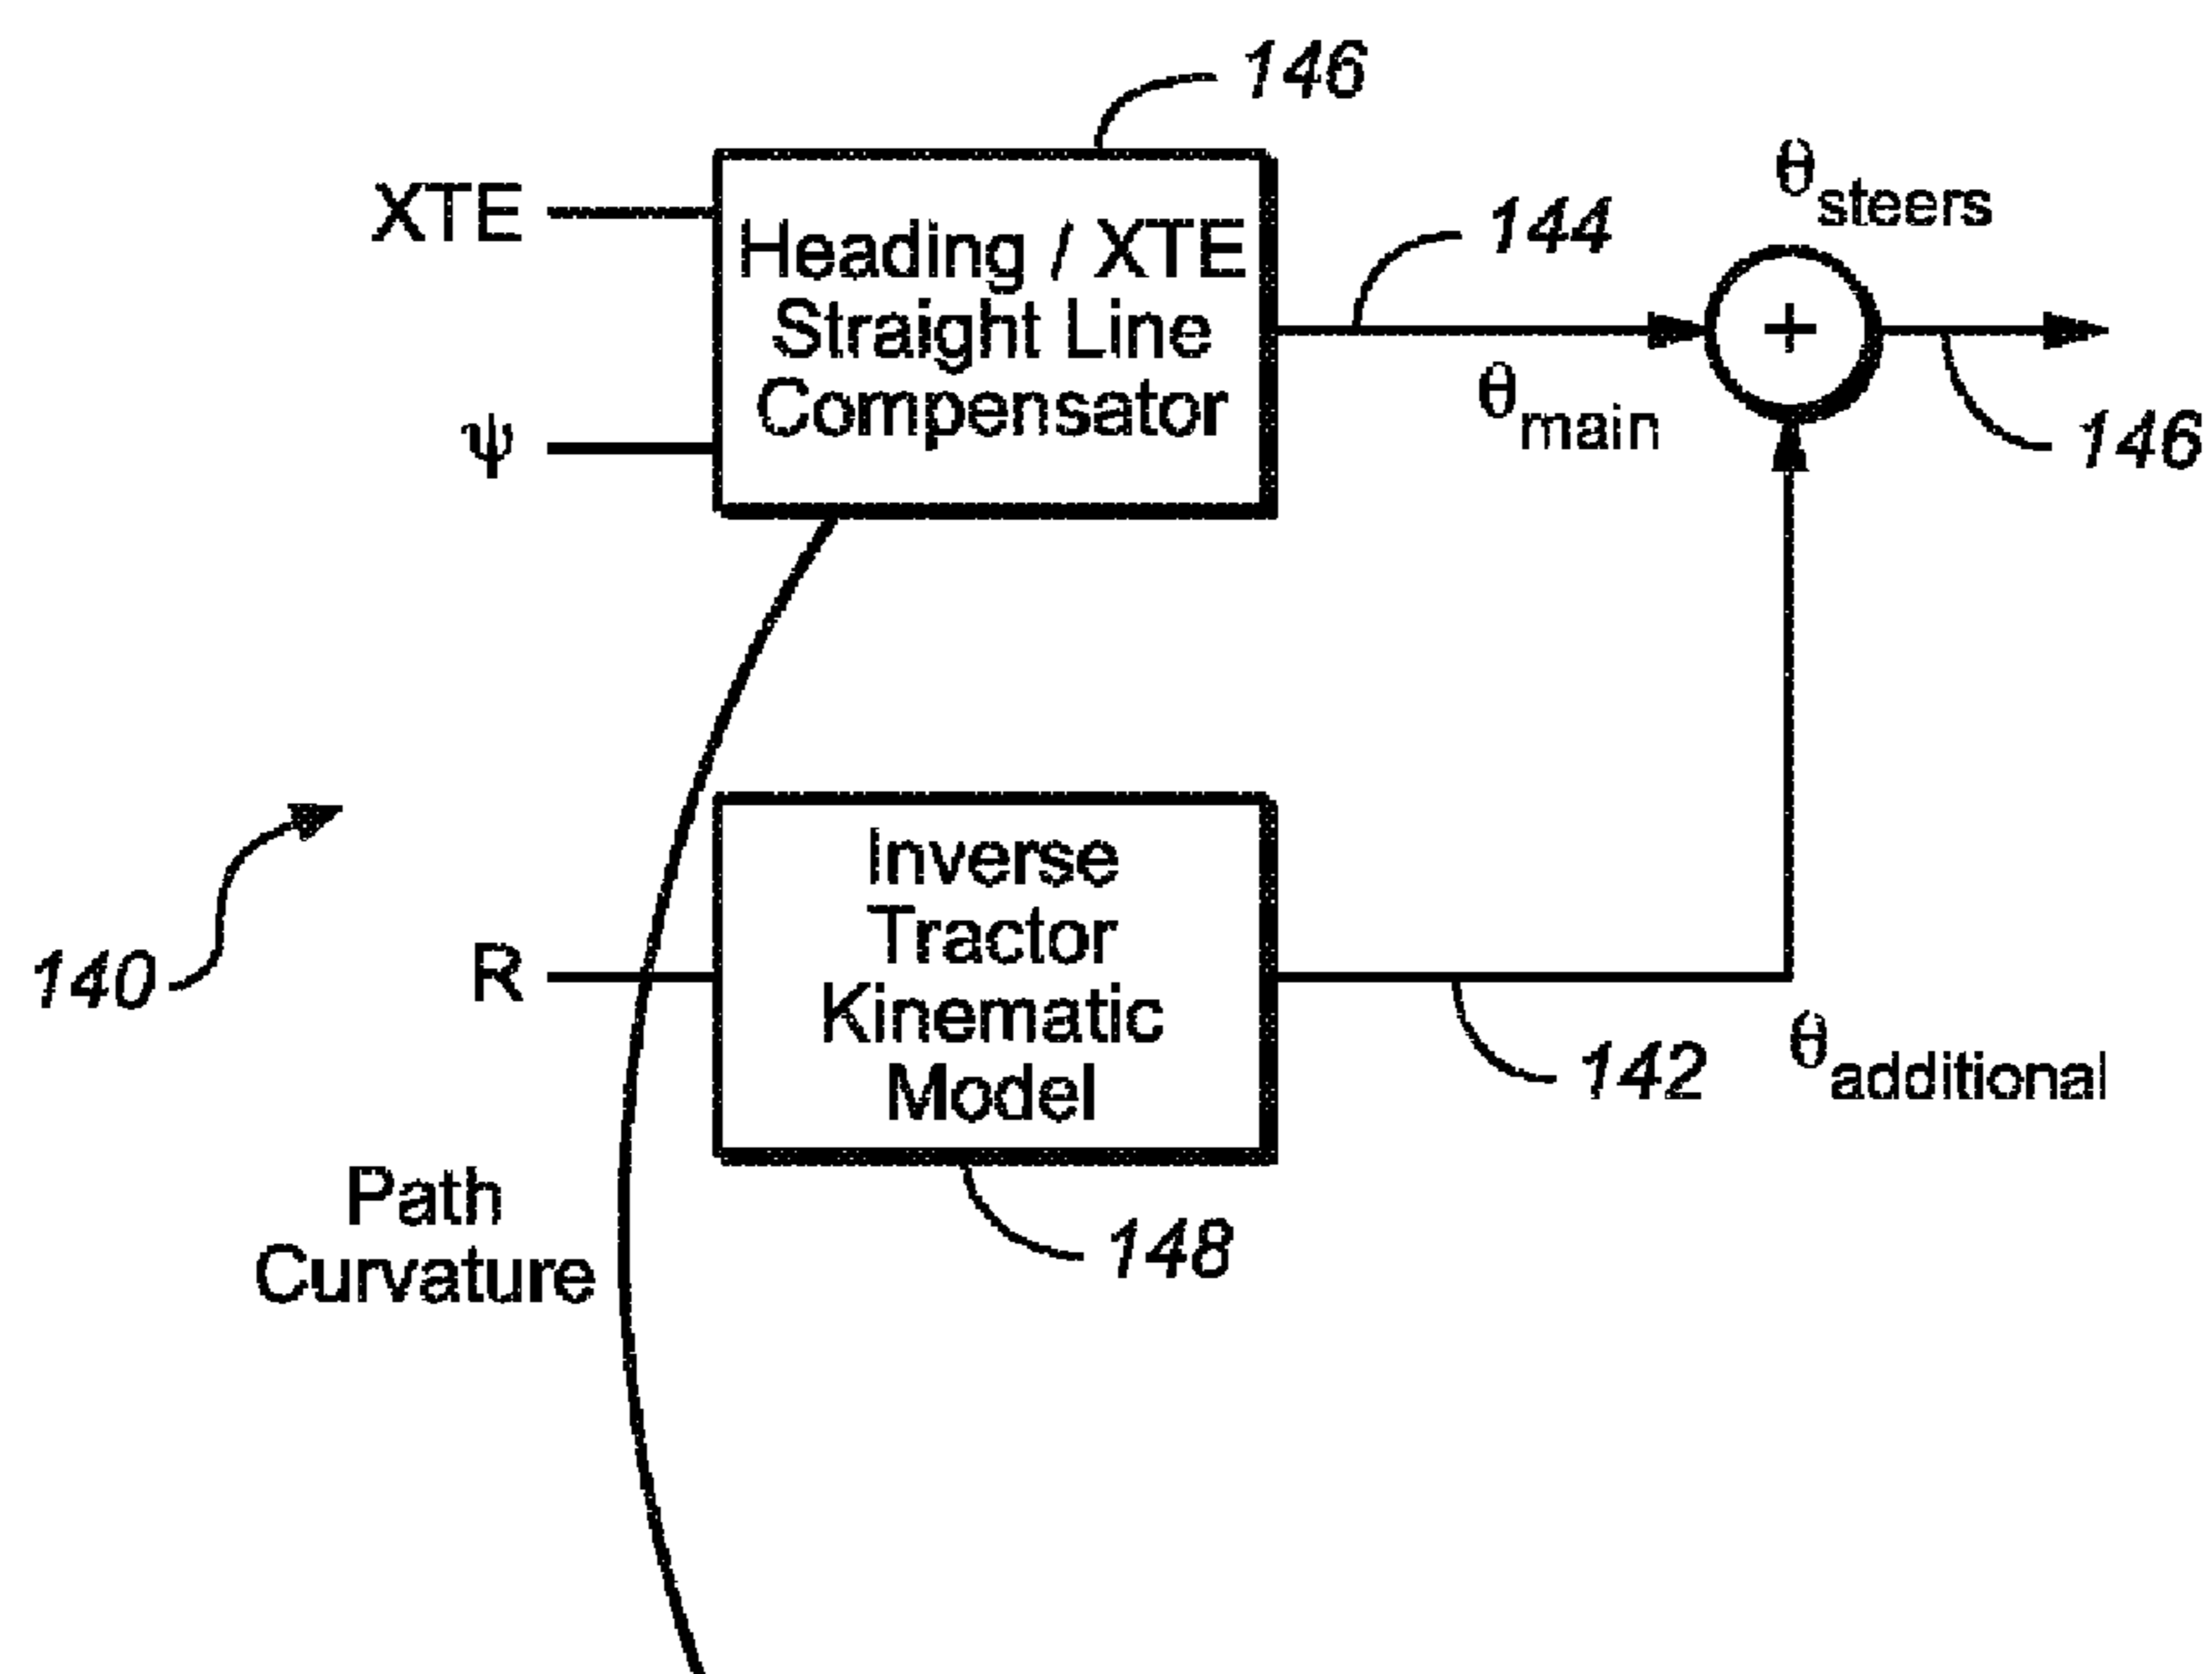 146
XTE
Heading / XTE
Straight Line
Compensator
ψ
144
θsteers
θmain
146
140
R
Inverse
Tractor
Kinematic
Model
142
θadditional
Path
Curvature
148
+